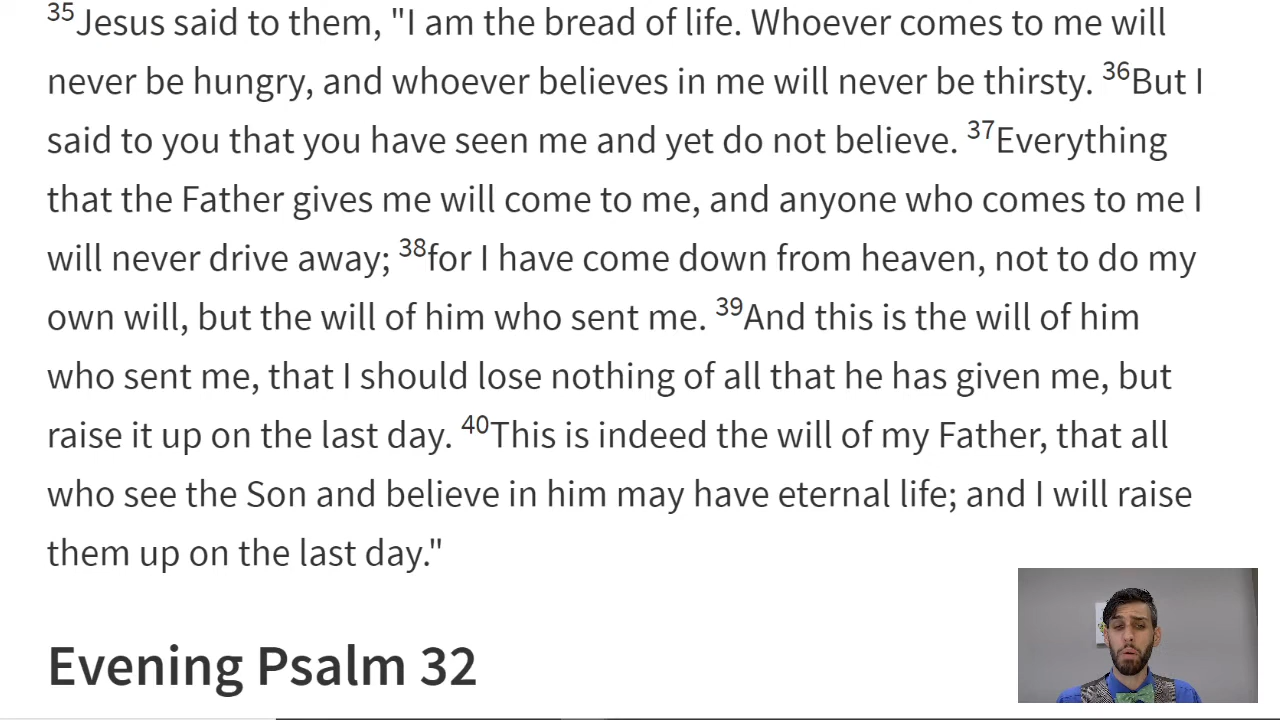 35Jesus said to them, "I am the bread of life. Whoever comes to me will
never be hungry, and whoever believes in me will never be thirsty. 36But I
said to you that you have seen me and yet do not believe. 37Everything
that the Father gives me will come to me, and anyone who comes to me I
will never drive away; 38for I have come down from heaven, not to do my
own will, but the will of him who sent me. 39And this is the will of him
who sent me, that I should lose nothing of all that he has given me, but
raise it up on the last day. 40This is indeed the will of my Father, that all
who see the Son and believe in him may have eternal life; and I will raise
them up on the last day."
Evening Psalm 32